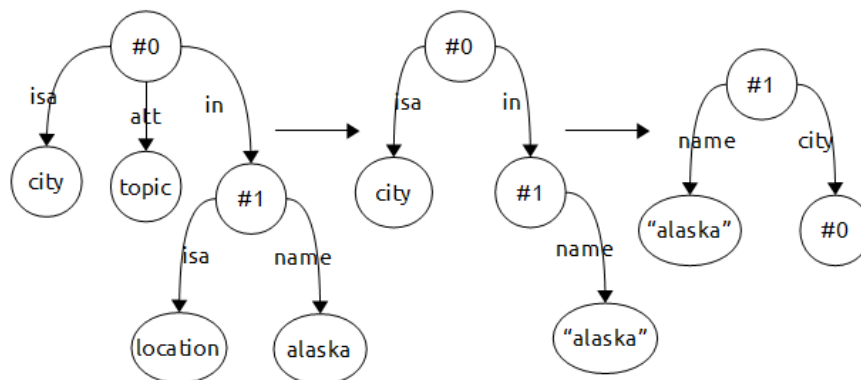 #0
isa
att
in
city
topic
#1
isa
name
location
alaska
#0
isa
in
city
#1
name
“alaska”
#1
name
city
“alaska”
#0